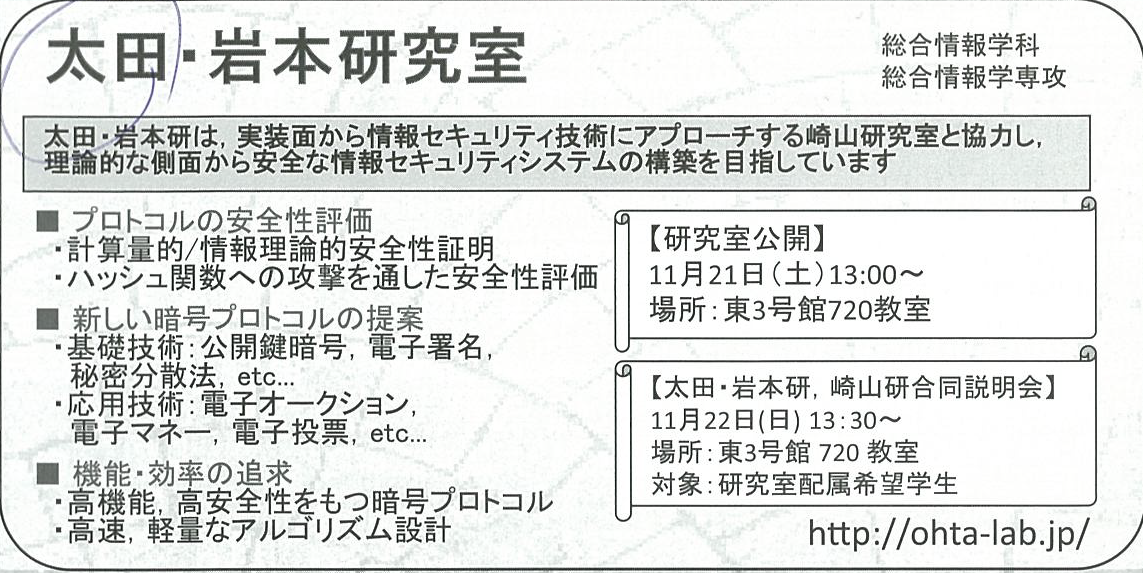 太田・岩本研究室
総合情報学科
総合情報学専攻
太田・岩本研は，実装面から情報セキュリティ技術にアプローチする崎山研究室と協力し，
理論的な側面から安全な情報セキュリティシステムの構築を目指しています
■ プロトコルの安全性評価
・計算量的/情報理論的安全性証明
・ハッシュ関数への攻撃を通した安全性評価
■ 新しい暗号プロトコルの提案
・基礎技術：公開鍵暗号，電子署名，
秘密分散法，etc...
・応用技術：電子オークション，
電子マネー，電子投票，etc...
■ 機能・効率の追求
・高機能，高安全性をもつ暗号プロトコル
・高速，軽量なアルゴリズム設計
【研究室公開】
11月21日（土）13:00～
場所：東3号館720教室
【太田・岩本研，崎山研合同説明会】
11月22日(日) 13：30～
場所：東3号館 720 教室
対象：研究室配属希望学生
http://ohta-lab.jp/